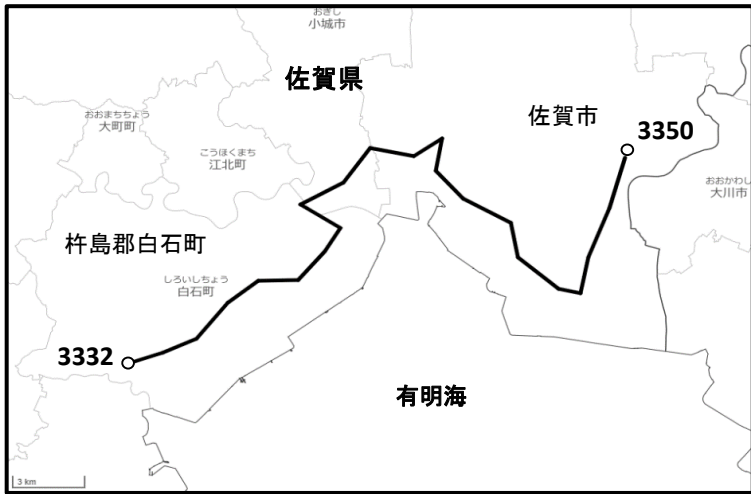 おぎし
小城市
佐賀県
おおまちちょう
大町町
佐賀市
3350
こうほくまち
江北町
おおかわし
大川市
杵島郡白石町
しろいしちょう
白石町
3332
有明海
3 km